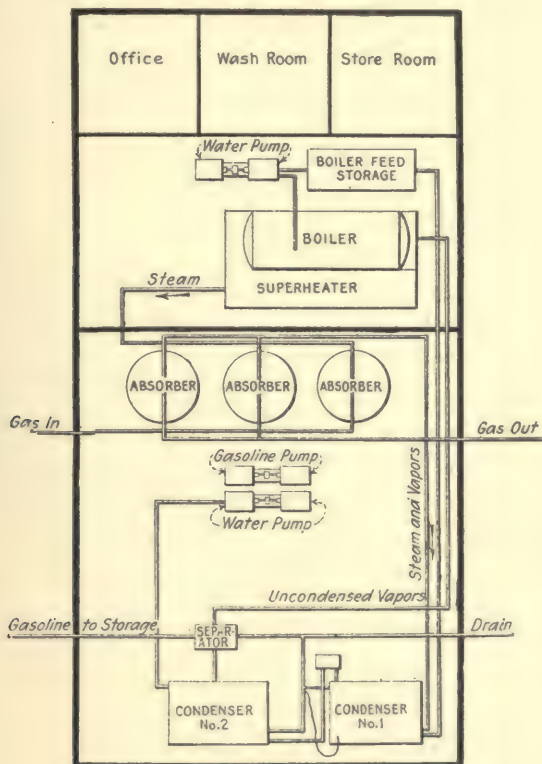 Office
Wash Room
Store Room
Water Pump
BOILER FEED
STORAGE
BOILER
Steam
SUPERHEATER
ABSORBER
ABSORBER
ABSORBER
Gas In
Gas Out
Gasoline Pump
Water Pump
Steam and Vapors
Uncondensed Vapors
Gasoline to Storage
SEPAR-
ATOR
Drain
CONDENSER
No.2
CONDENSER
No.1